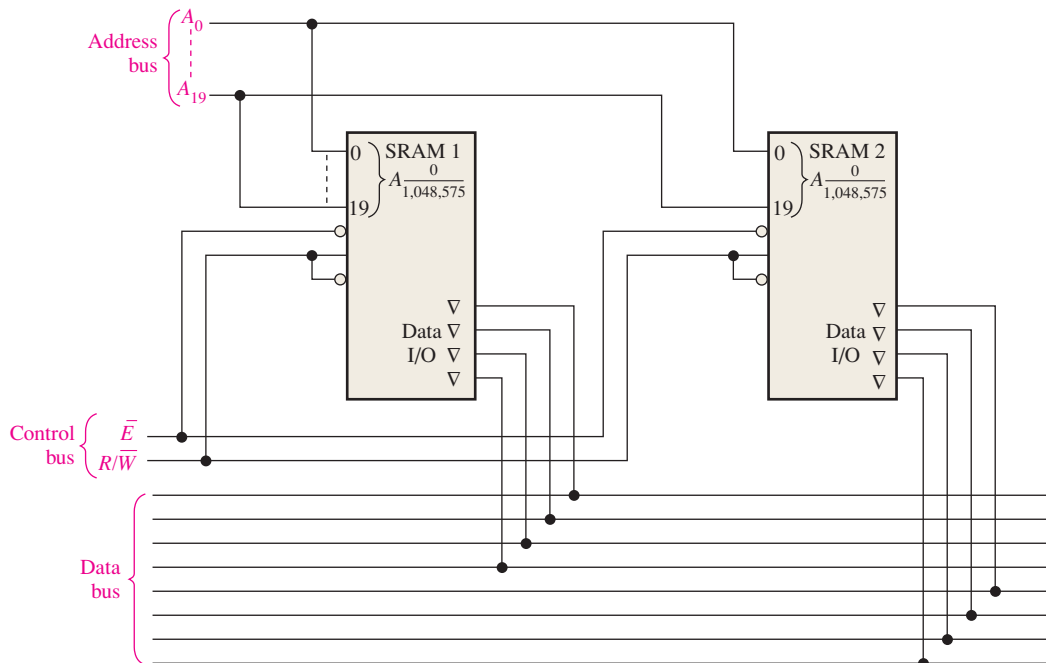 Address
bus
A₀
A₁₉
0
19
SRAM 1
A 0/1,048,575
∇
Data ∇
I/O ∇
∇
0
19
SRAM 2
A 0/1,048,575
∇
Data ∇
I/O ∇
∇
Control
bus
E̅
R/W̅
Data
bus